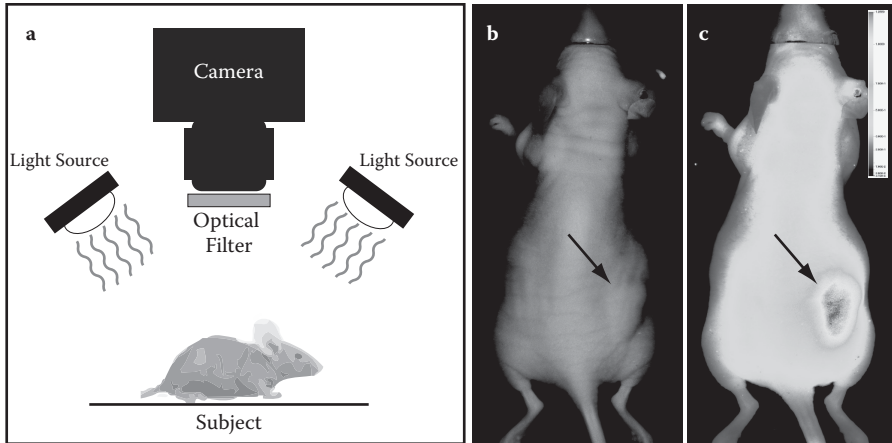 a
Camera
Light Source
Light Source
Optical
Filter
Subject
b
c